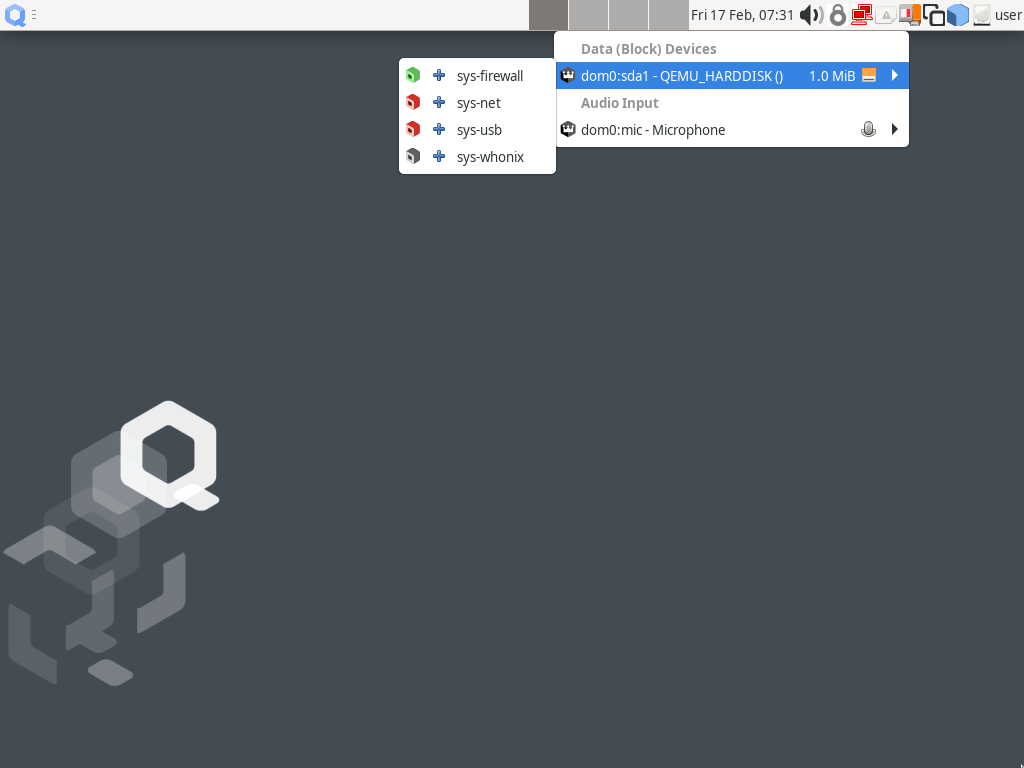 Fri 17 Feb, 07:31
user
Data (Block) Devices
dom0:sda1 - QEMU_HARDDISK ()
1.0 MiB
Audio Input
dom0:mic - Microphone
sys-firewall
sys-net
sys-usb
sys-whonix